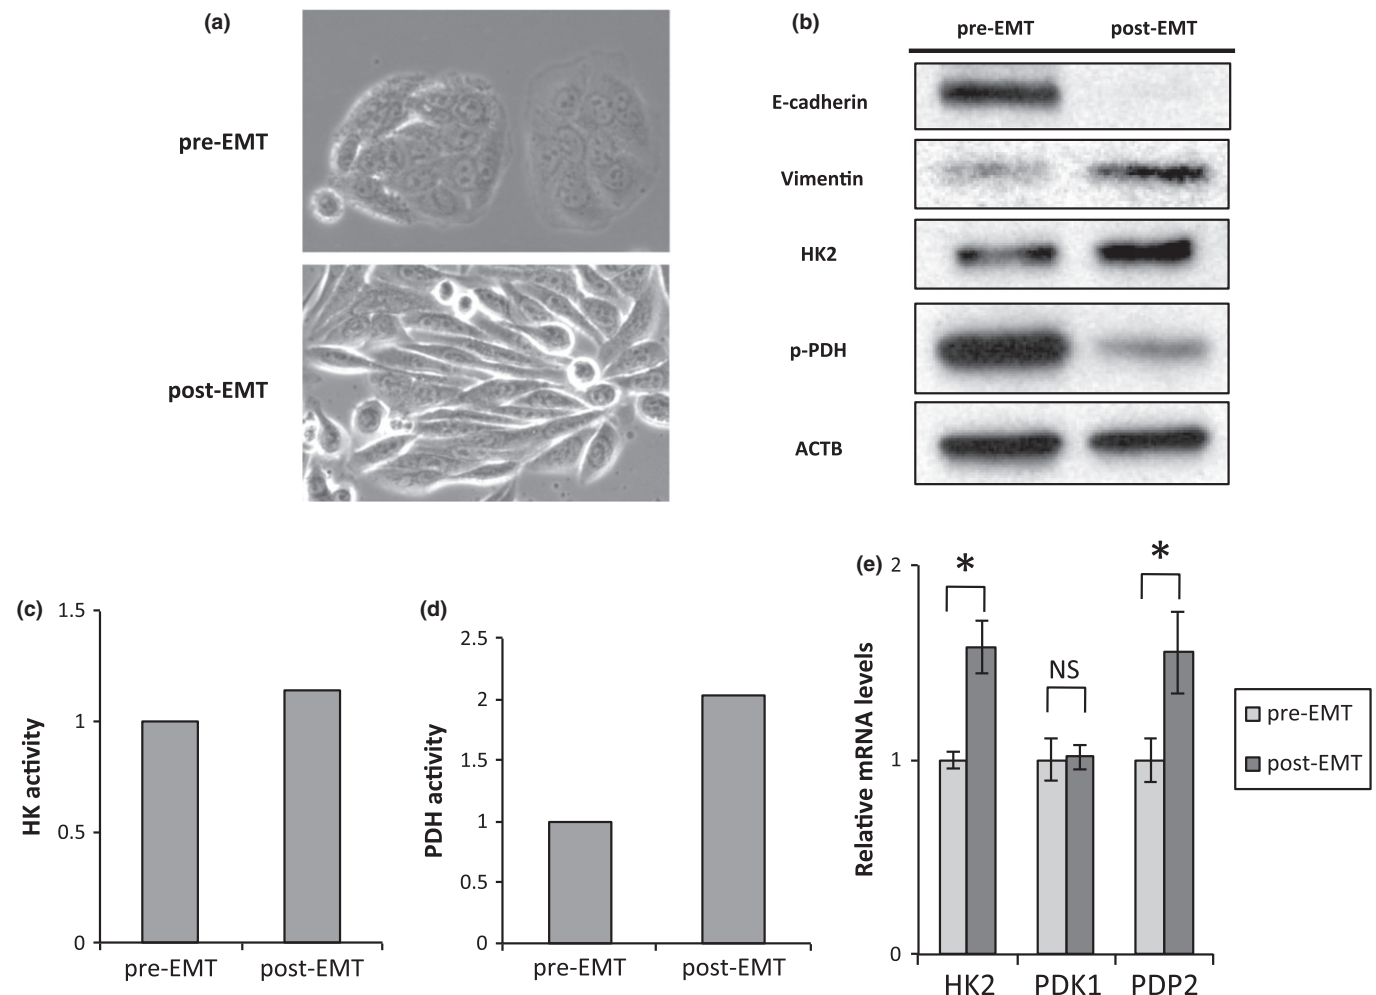 (a)
pre-EMT
post-EMT
(b)
pre-EMT post-EMT
E-cadherin
Vimentin
HK2
p-PDH
ACTB
(c)
HK activity
1.5
1
0.5
0
pre-EMT post-EMT
(d)
PDH activity
2.5
2
1.5
1
0.5
0
pre-EMT post-EMT
(e)
Relative mRNA levels
2
1
0
* NS *
HK2 PDK1 PDP2
pre-EMT
post-EMT